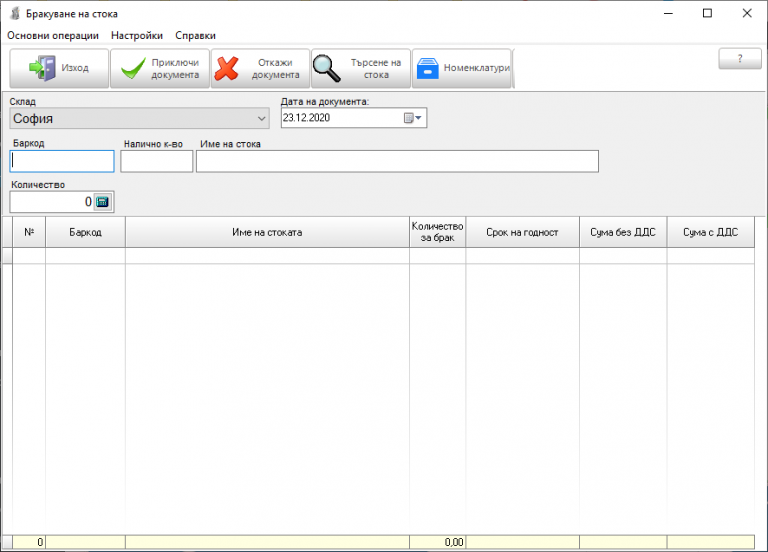 Бракуване на стока
Основни операции Настройки Справки
Изход
Приключи
документа
Откажи
документа
Търсене на
стока
Номенклатури
?
Склад
Дата на документа:
София
23.12.2020
Баркод
Налично к-во
Име на стока
Количество
0
№ Баркод Име на стоката Количество за брак Срок на годност Сума без ДДС Сума с ДДС
0 0,00